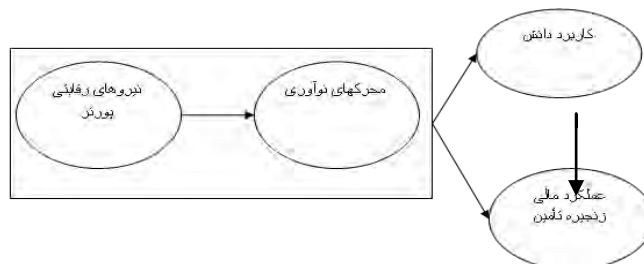 کاربرد دانش
نیروهای رقابتی
پورتر
محرکهای نوآوری
عملکرد مالی
زنجیره تأمین